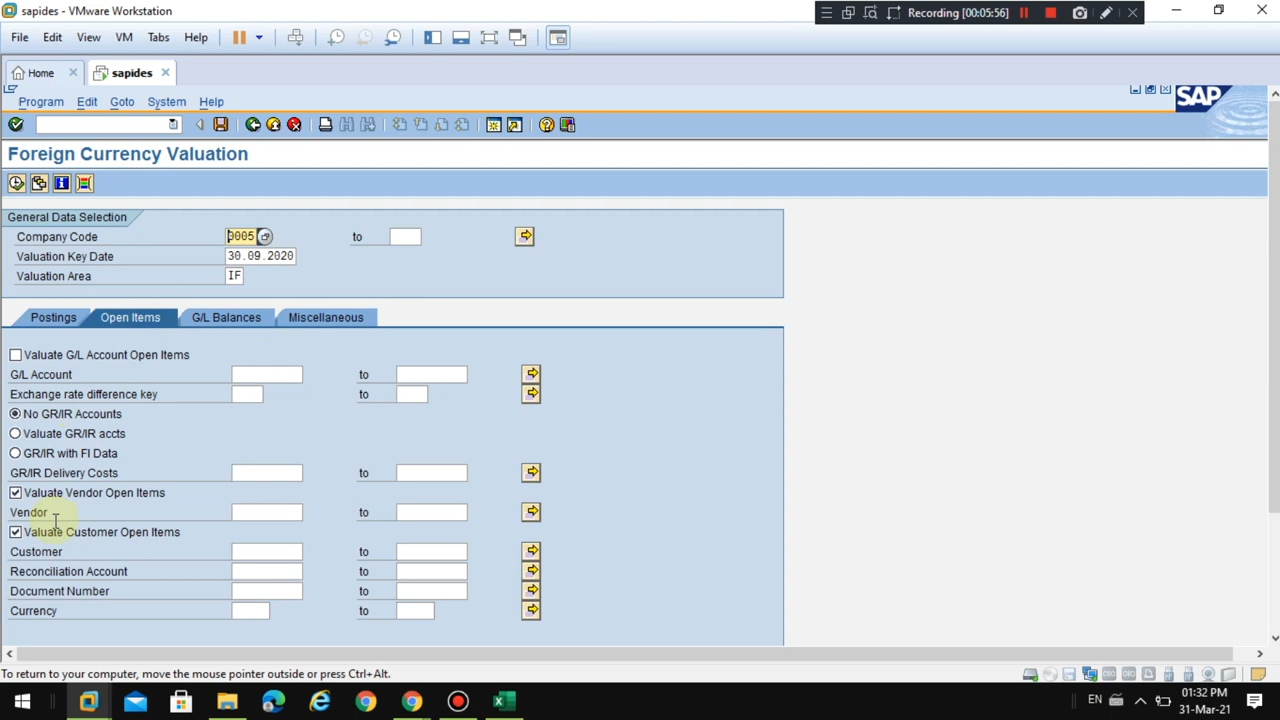 sapides - VMware Workstation
Recording [00:05:56]
File Edit View VM Tabs Help
Home sapides
Program Edit Goto System Help
SAP
Foreign Currency Valuation
General Data Selection
Company Code 0005 to
Valuation Key Date 30.09.2020
Valuation Area IF
Postings Open Items G/L Balances Miscellaneous
Valuate G/L Account Open Items
G/L Account to
Exchange rate difference key to
No GR/IR Accounts
Valuate GR/IR accts
GR/IR with FI Data
GR/IR Delivery Costs to
Valuate Vendor Open Items
Vendor to
Valuate Customer Open Items
Customer to
Reconciliation Account to
Document Number to
Currency to
To return to your computer, move the mouse pointer outside or press Ctrl+Alt.
EN 01:32 PM
31-Mar-21